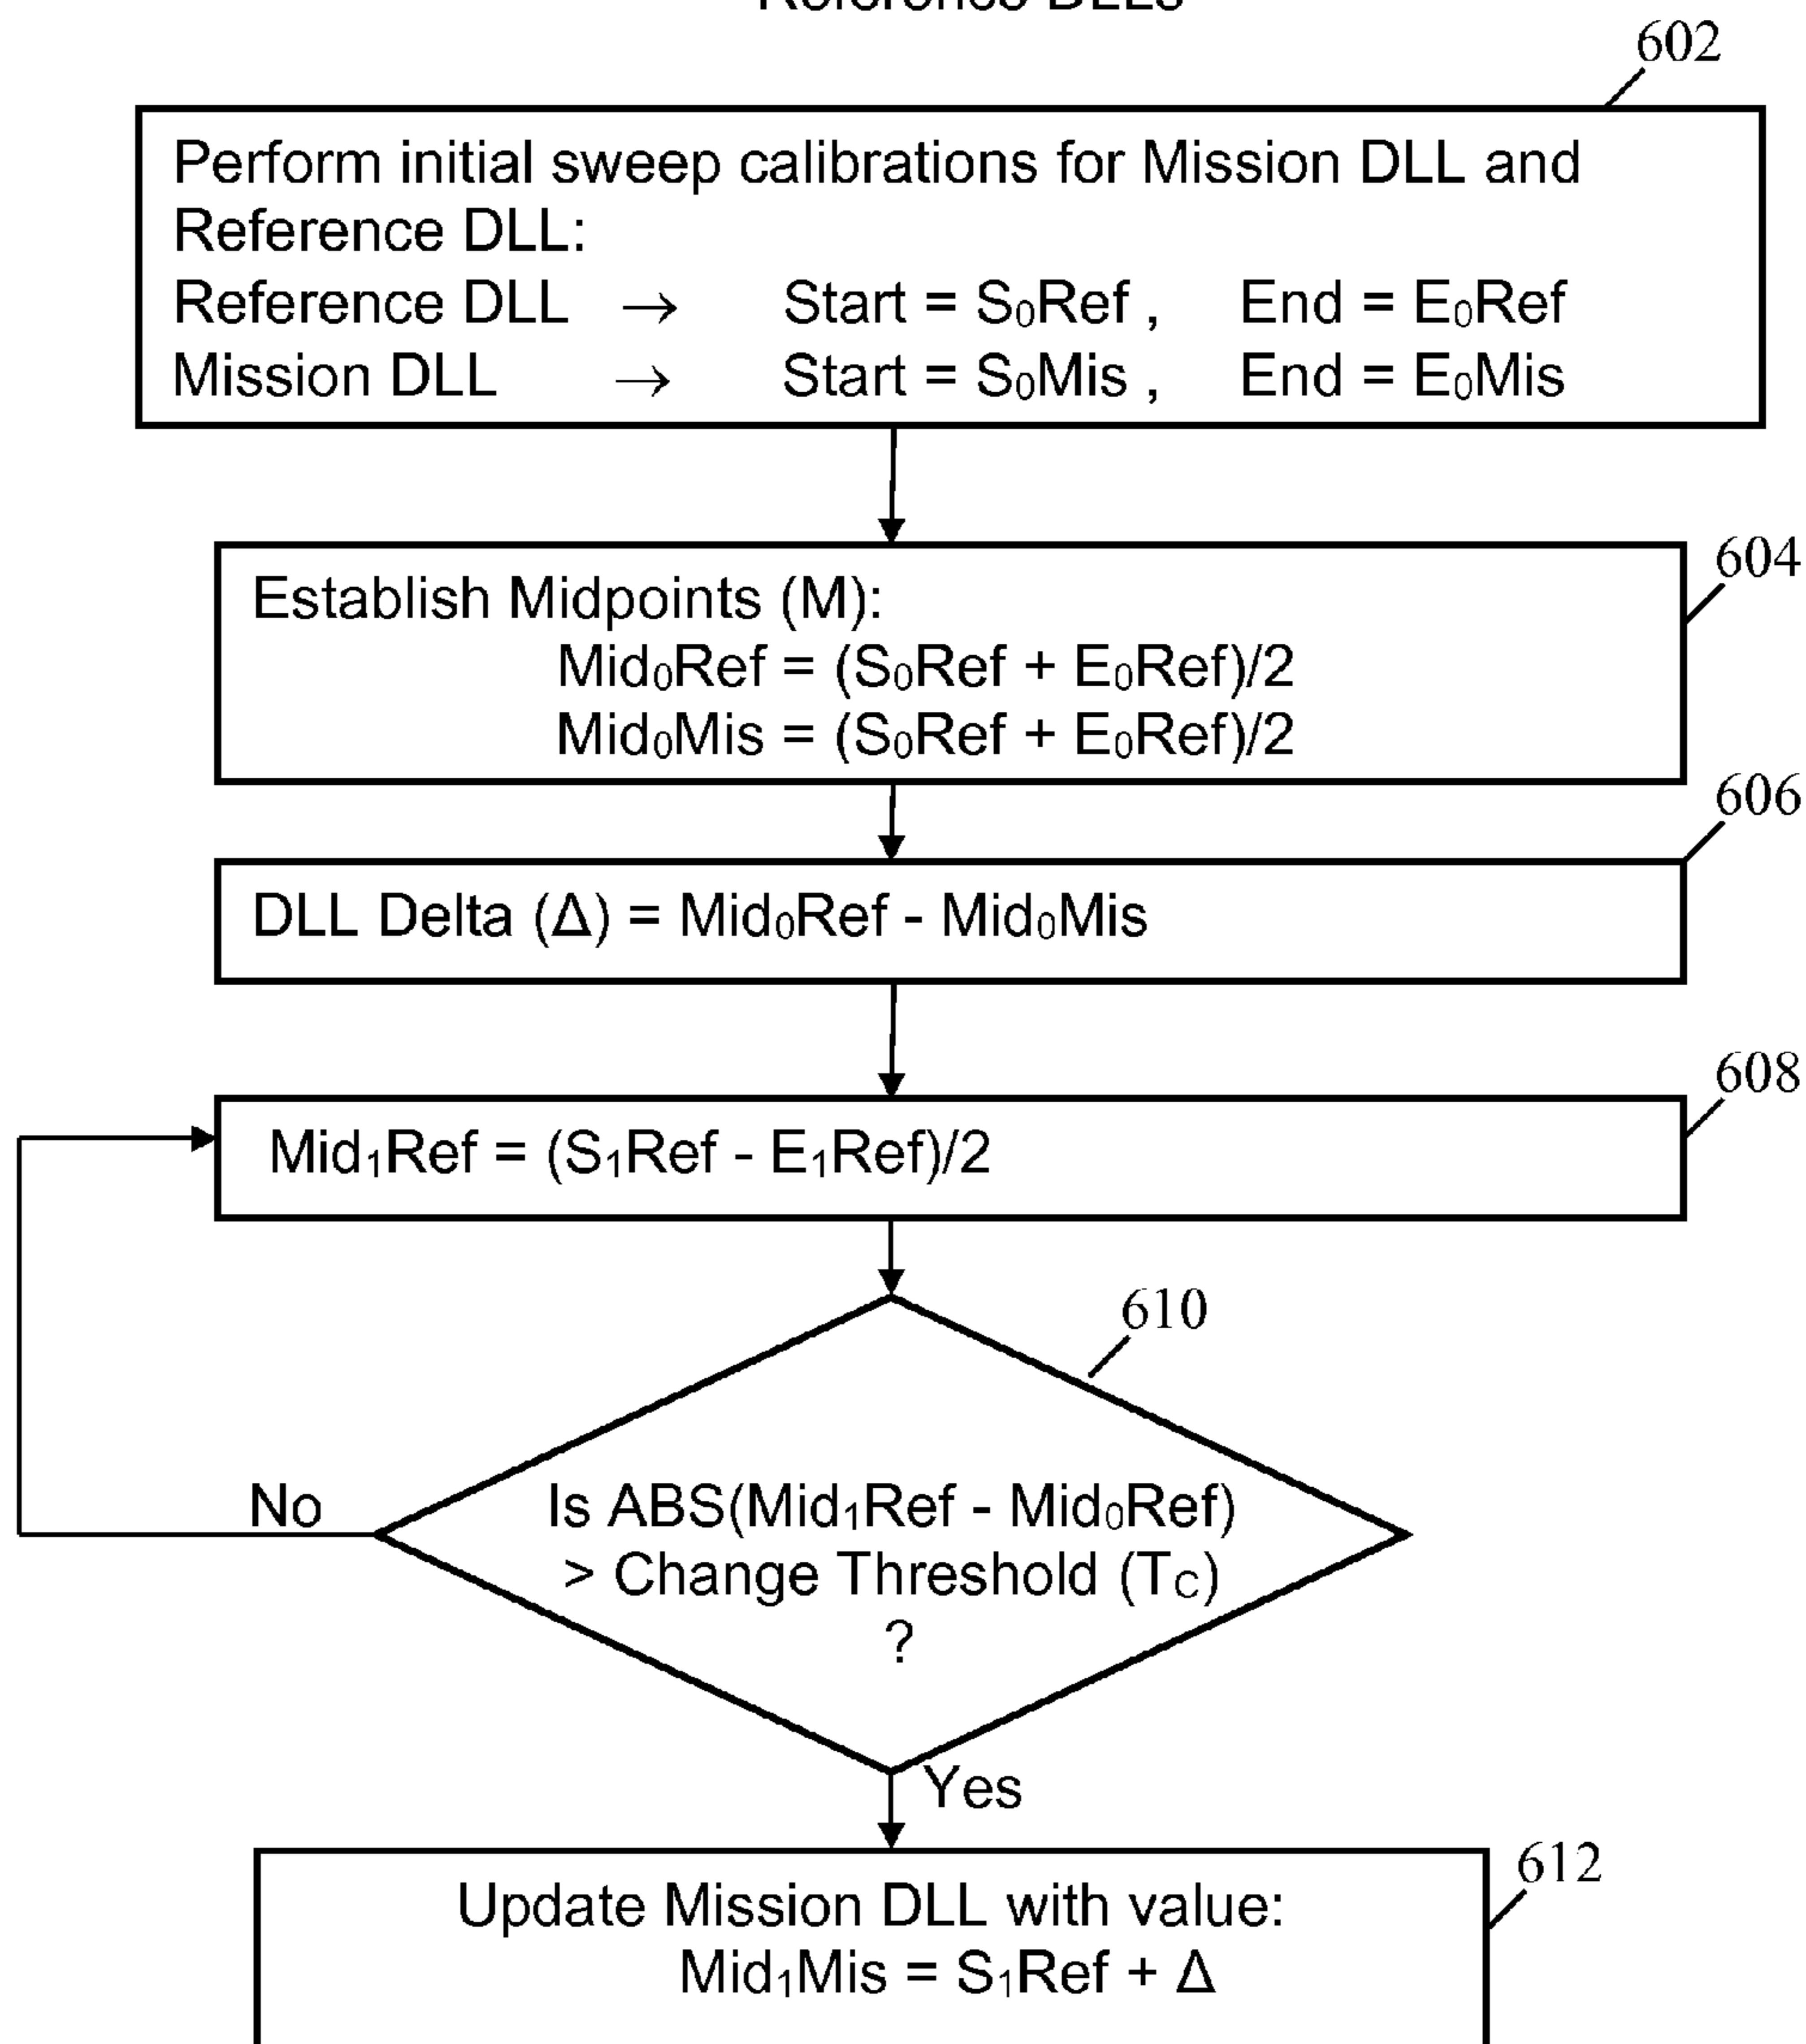 Reference DLLs
602
Perform initial sweep calibrations for Mission DLL and
Reference DLL:
Reference DLL → Start = S₀Ref , End = E₀Ref
Mission DLL → Start = S₀Mis , End = E₀Mis
604
Establish Midpoints (M):
Mid₀Ref = (S₀Ref + E₀Ref)/2
Mid₀Mis = (S₀Ref + E₀Ref)/2
606
DLL Delta (Δ) = Mid₀Ref - Mid₀Mis
608
Mid₁Ref = (S₁Ref - E₁Ref)/2
610
No
Is ABS(Mid₁Ref - Mid₀Ref)
> Change Threshold (T_C)
?
Yes
612
Update Mission DLL with value:
Mid₁Mis = S₁Ref + Δ